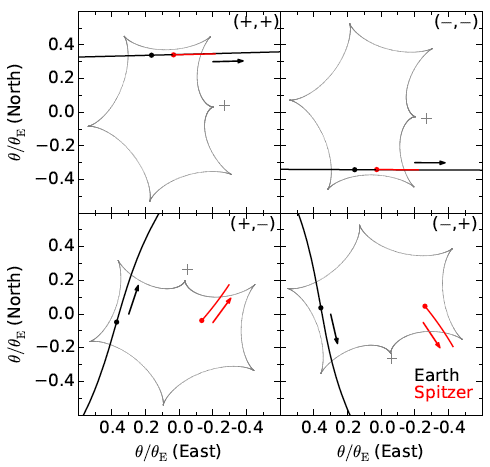 (+,+)
(−,−)
0.4
0.2
0.0
−0.2
−0.4
θ/θE (North)
(+,−)
(−,+)
0.4
0.2
0.0
−0.2
−0.4
θ/θE (North)
Earth
Spitzer
0.4 0.2 0.0 -0.2 -0.4
0.4 0.2 0.0 -0.2 -0.4
θ/θE (East)
θ/θE (East)